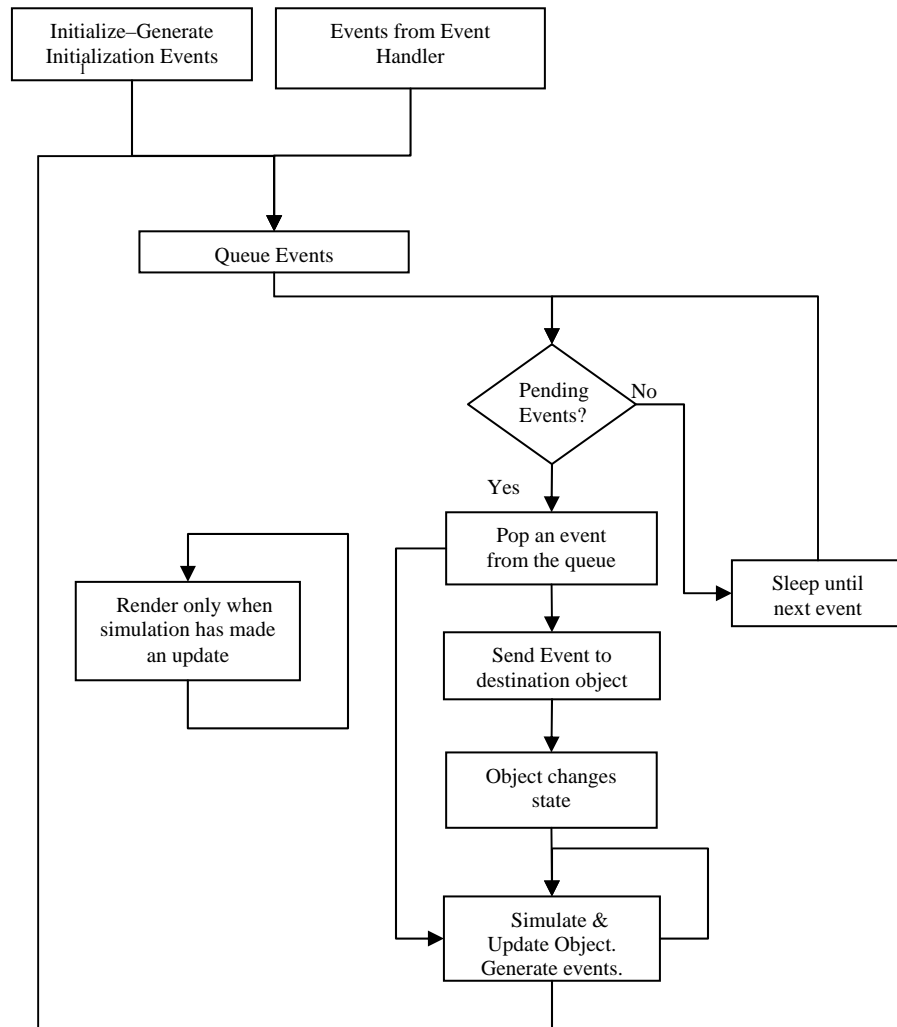 Initialize–Generate
Initialization Events
1
Events from Event
Handler
Queue Events
Pending
Events?
No
Yes
Pop an event
from the queue
Sleep until
next event
Render only when
simulation has made
an update
Send Event to
destination object
Object changes
state
Simulate &
Update Object.
Generate events.